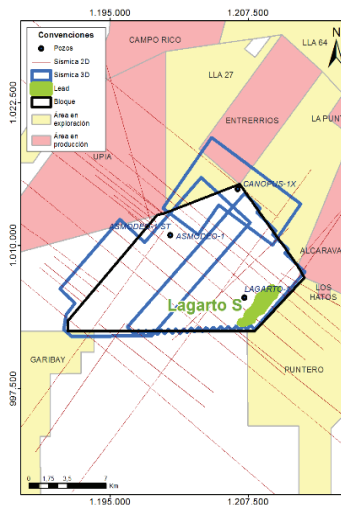 1.195.000
1.207.500
Convenciones
Pozos
Sísmica 2D
Sísmica 3D
Lead
Bloque
Área en
exploración
Área en
producción
CAMPO RICO
LLA 64
N
LLA 27
ENTRERRIOS
LA PUNT
UPIA
CANOPUS-1X
ASMODEO-1 ST
ASMODEO-1
ALCARAVA
LAGARTO-
LOS
HATOS
Lagarto S
GARIBAY
RUNTERO
1.022.500
1.010.000
997.500
0 1,75 3,5 7
Km
1.195.000
1.207.500